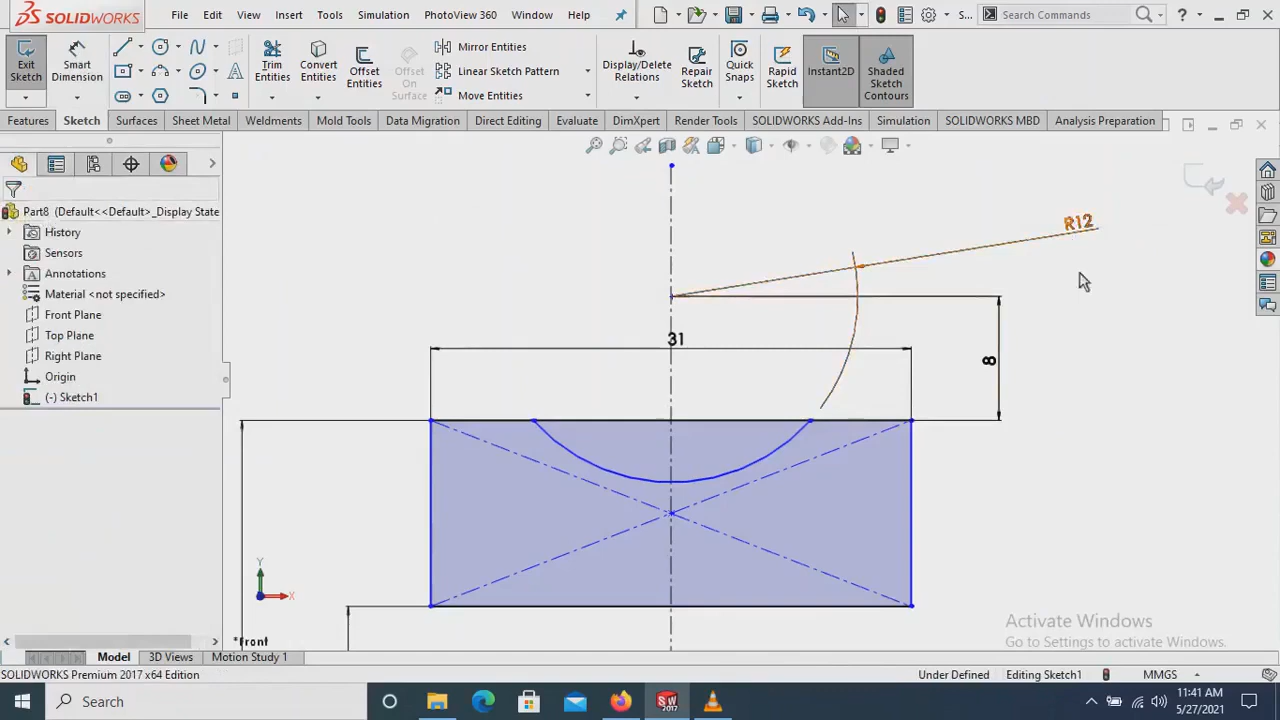 SOLIDWORKS File Edit View Insert Tools Simulation PhotoView 360 Window Help S... Search Commands
Exit Sketch
Smart Dimension
Trim Entities
Convert Entities
Offset Entities
Offset On Surface
Mirror Entities
Linear Sketch Pattern
Move Entities
Display/Delete Relations
Repair Sketch
Quick Snaps
Rapid Sketch
Instant2D
Shaded Sketch Contours
Features Sketch Surfaces Sheet Metal Weldments Mold Tools Data Migration Direct Editing Evaluate DimXpert Render Tools SOLIDWORKS Add-Ins Simulation SOLIDWORKS MBD Analysis Preparation
Part8 (Default<<Default>_Display State
History
Sensors
Annotations
Material <not specified>
Front Plane
Top Plane
Right Plane
Origin
(-) Sketch1
R12
31
8
Y
X
*Front
Activate Windows
Go to Settings to activate Windows.
Model 3D Views Motion Study 1
SOLIDWORKS Premium 2017 x64 Edition Under Defined Editing Sketch1 MMGS
Search
SW
2017
11:41 AM
5/27/2021